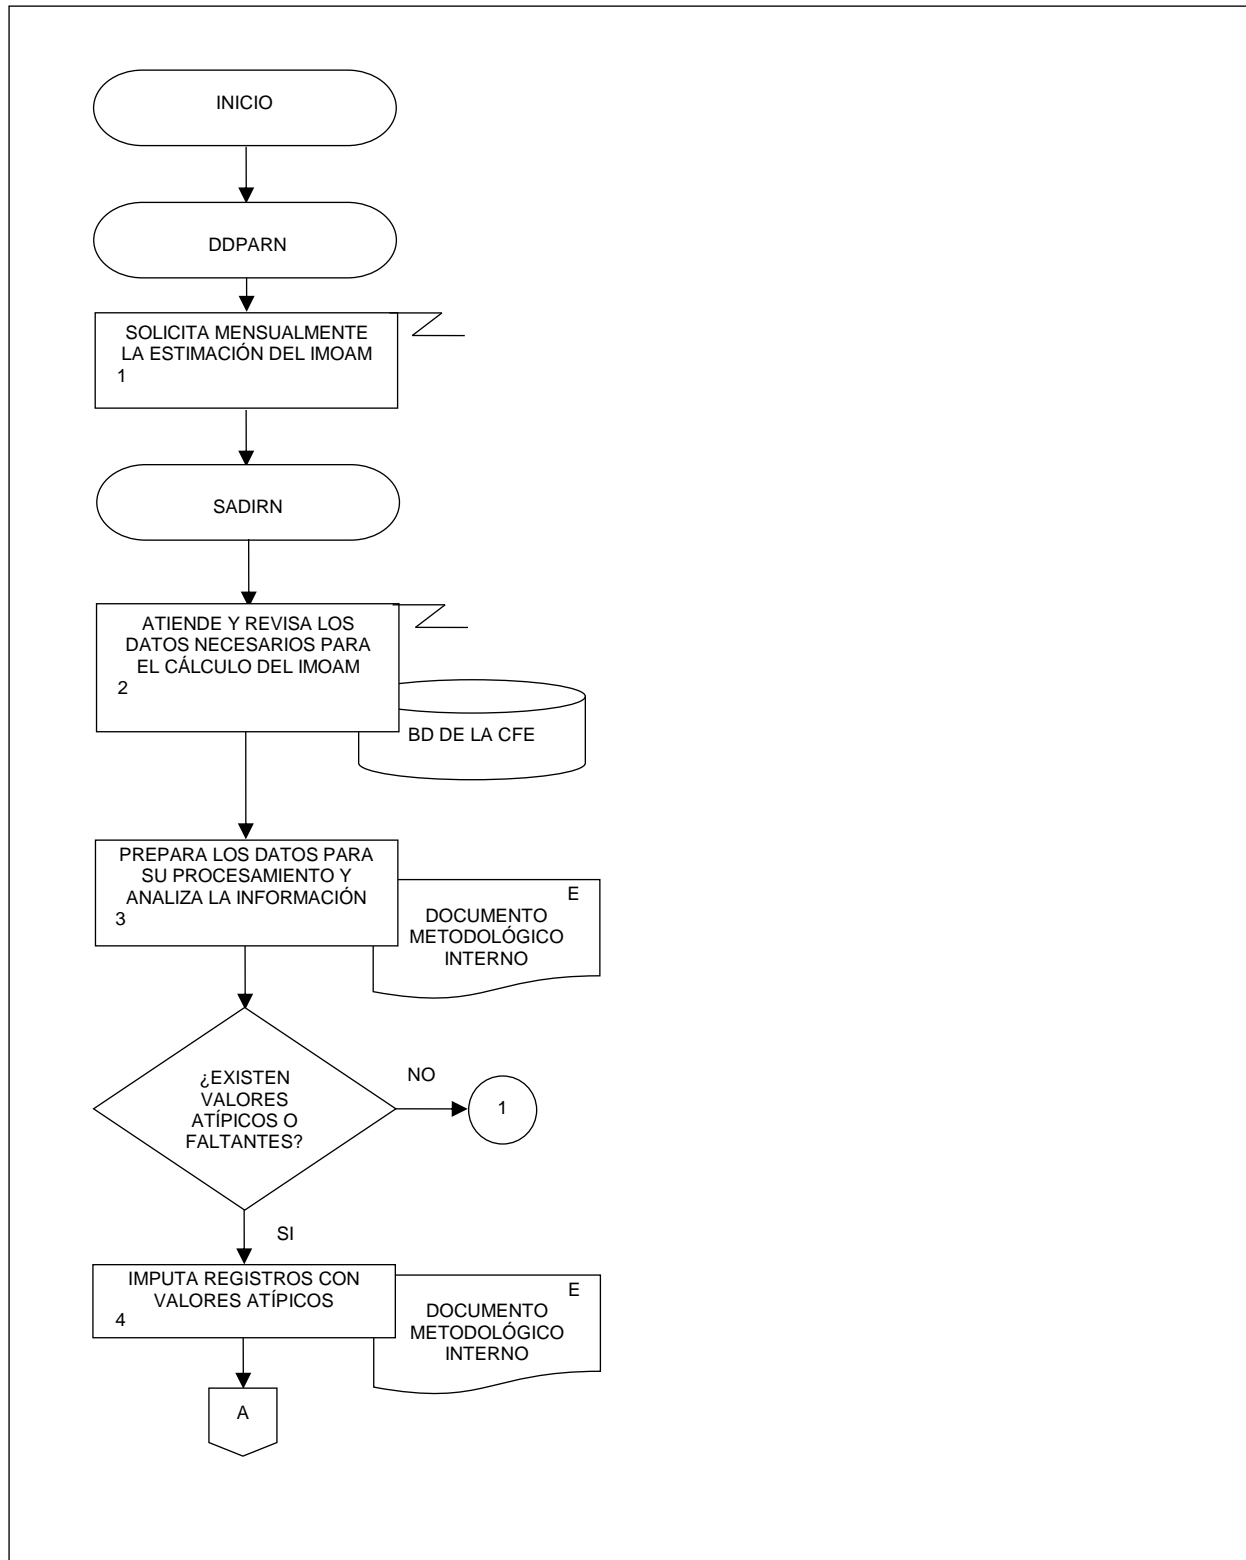 INICIO
DDPARN
SOLICITA MENSUALMENTE
LA ESTIMACIÓN DEL IMOAM
1
SADIRN
ATIENDE Y REVISA LOS
DATOS NECESARIOS PARA
EL CÁLCULO DEL IMOAM
2
BD DE LA CFE
PREPARA LOS DATOS PARA
SU PROCESAMIENTO Y
ANALIZA LA INFORMACIÓN
3
E
DOCUMENTO
METODOLÓGICO
INTERNO
¿EXISTEN
VALORES
ATÍPICOS O
FALTANTES?
NO
1
SI
IMPUTA REGISTROS CON
VALORES ATÍPICOS
4
E
DOCUMENTO
METODOLÓGICO
INTERNO
A